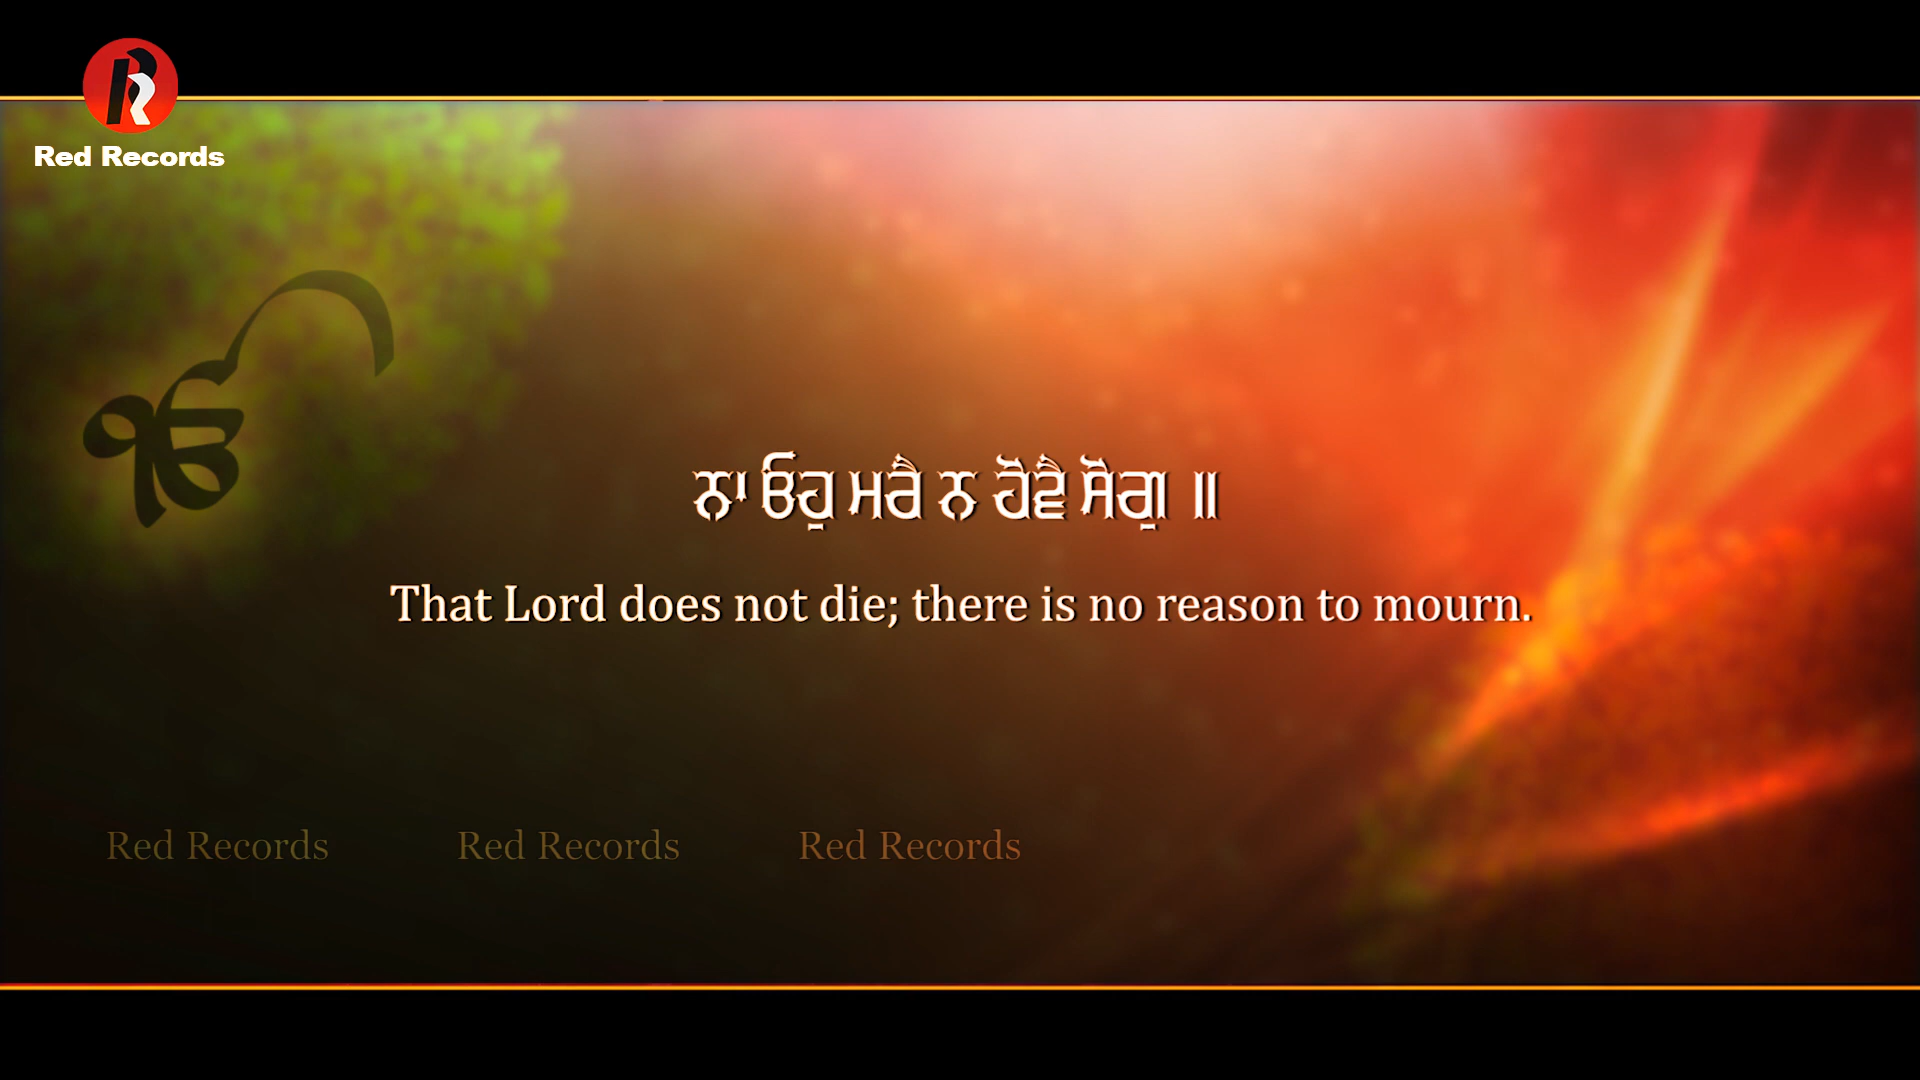 Red Records
ੴ
ਨਾ ਓਹੁ ਮਰੈ ਨ ਹੋਵੈ ਸੋਗੁ ॥
That Lord does not die; there is no reason to mourn.
Red Records Red Records Red Records